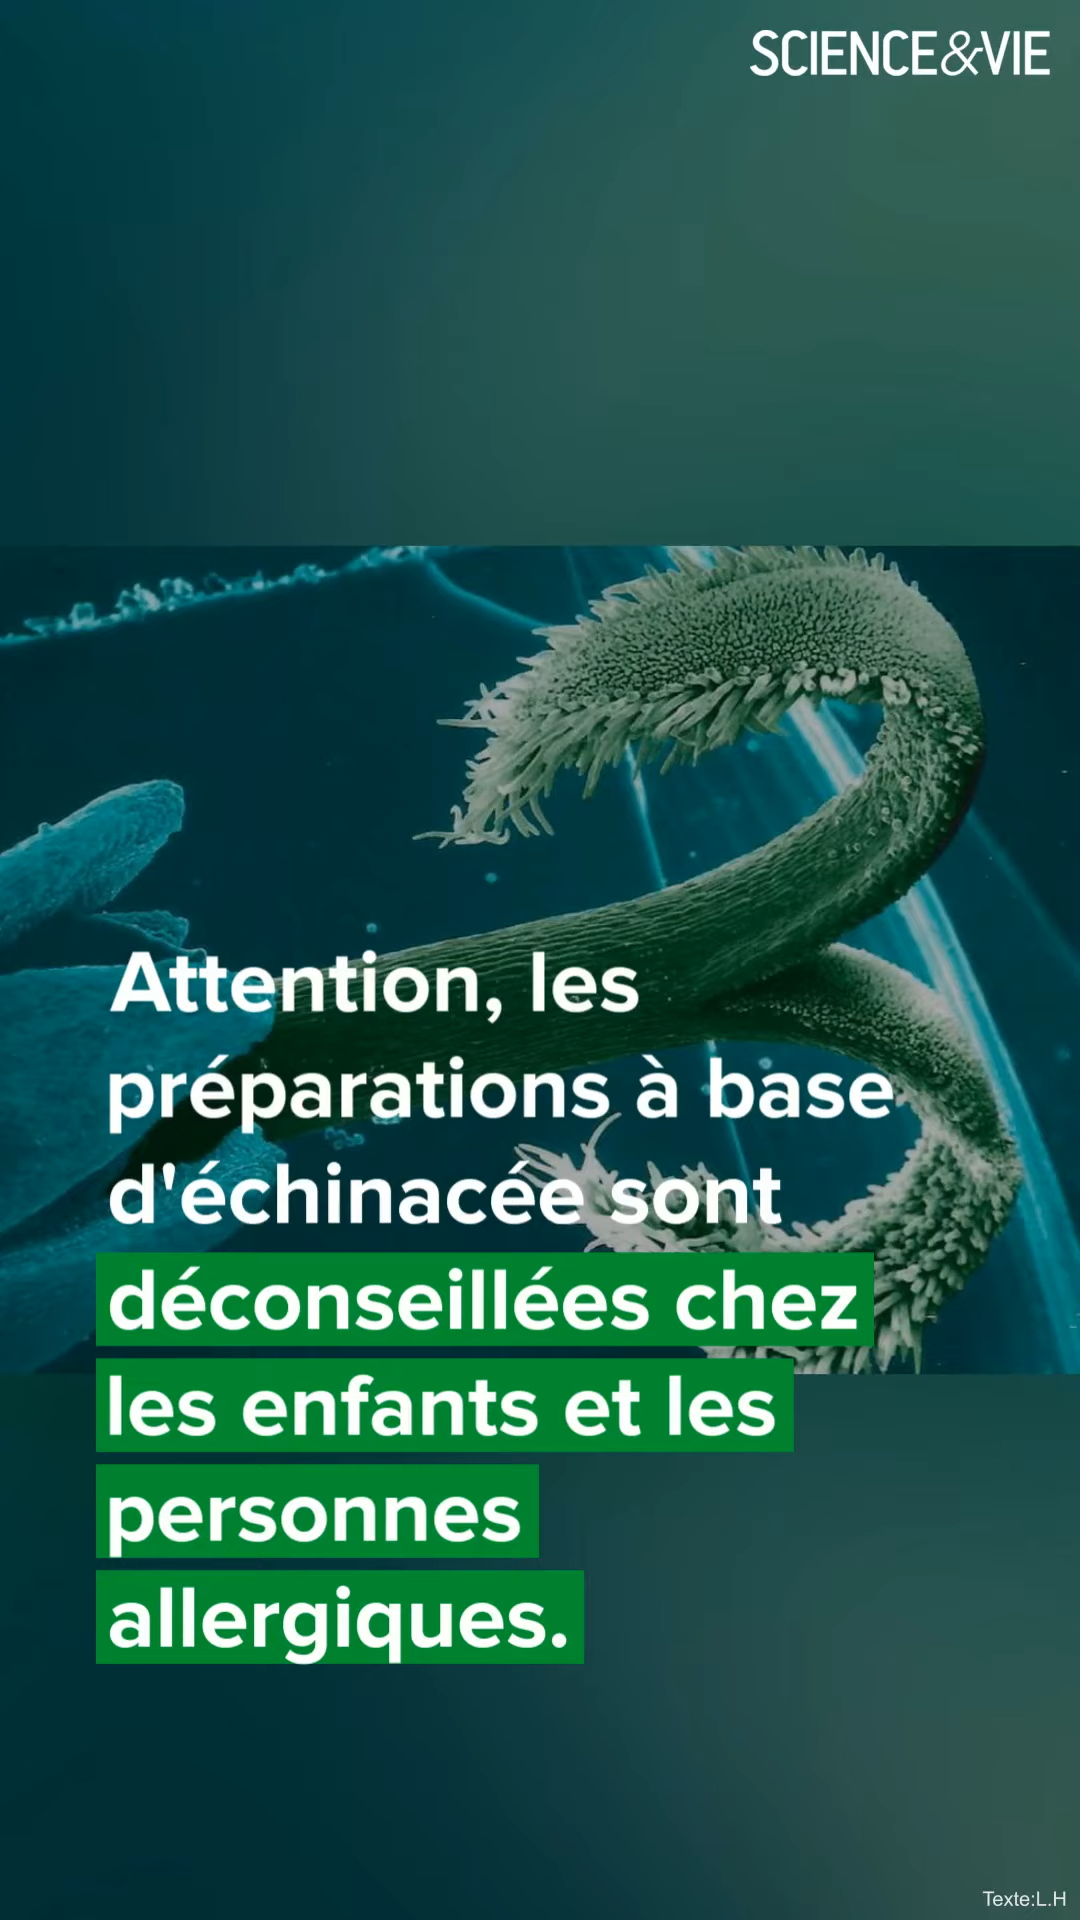 SCIENCE&VIE
Attention, les
préparations à base
d'échinacée sont
déconseillées chez
les enfants et les
personnes
allergiques.
Texte:L.H